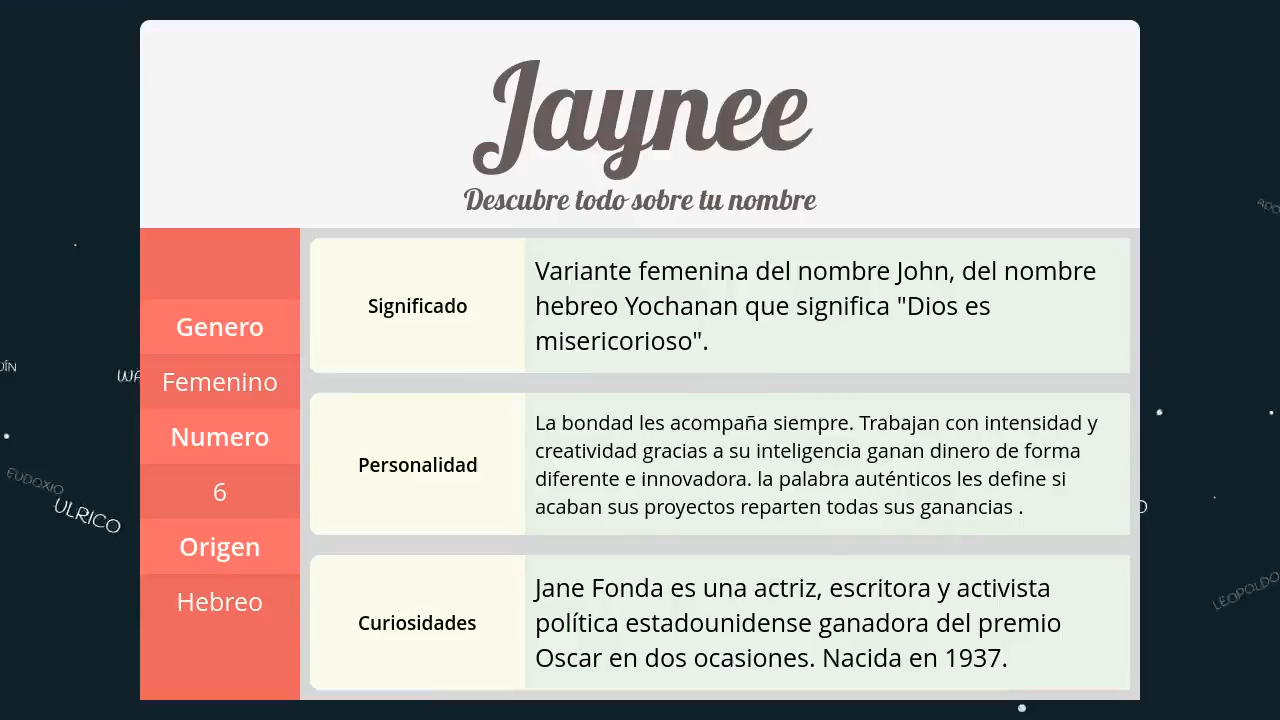 Jaynee
Descubre todo sobre tu nombre
Genero
Femenino
Numero
6
Origen
Hebreo
Significado
Variante femenina del nombre John, del nombre
hebreo Yochanan que significa "Dios es
misericorioso".
Personalidad
La bondad les acompaña siempre. Trabajan con intensidad y
creatividad gracias a su inteligencia ganan dinero de forma
diferente e innovadora. la palabra auténticos les define si
acaban sus proyectos reparten todas sus ganancias .
Curiosidades
Jane Fonda es una actriz, escritora y activista
política estadounidense ganadora del premio
Oscar en dos ocasiones. Nacida en 1937.
EUDOXIO
ULRICO
LEOPOLDO